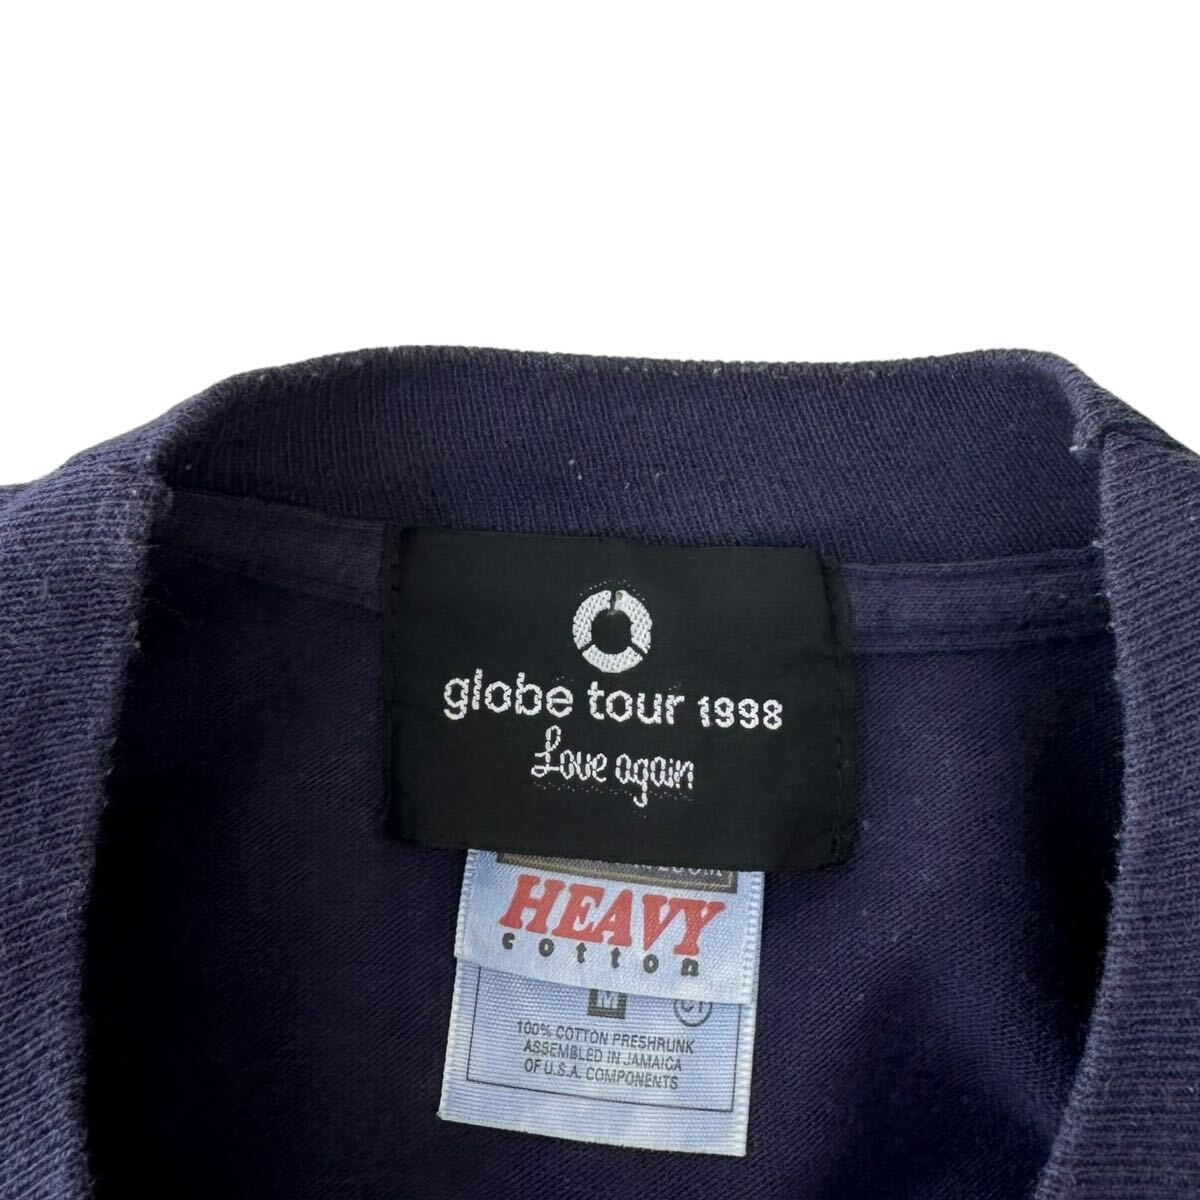 globe tour 1998
Love again
HEAVY
cotton
M
100% COTTON PRESHRUNK
ASSEMBLED IN JAMAICA
OF U.S.A. COMPONENTS